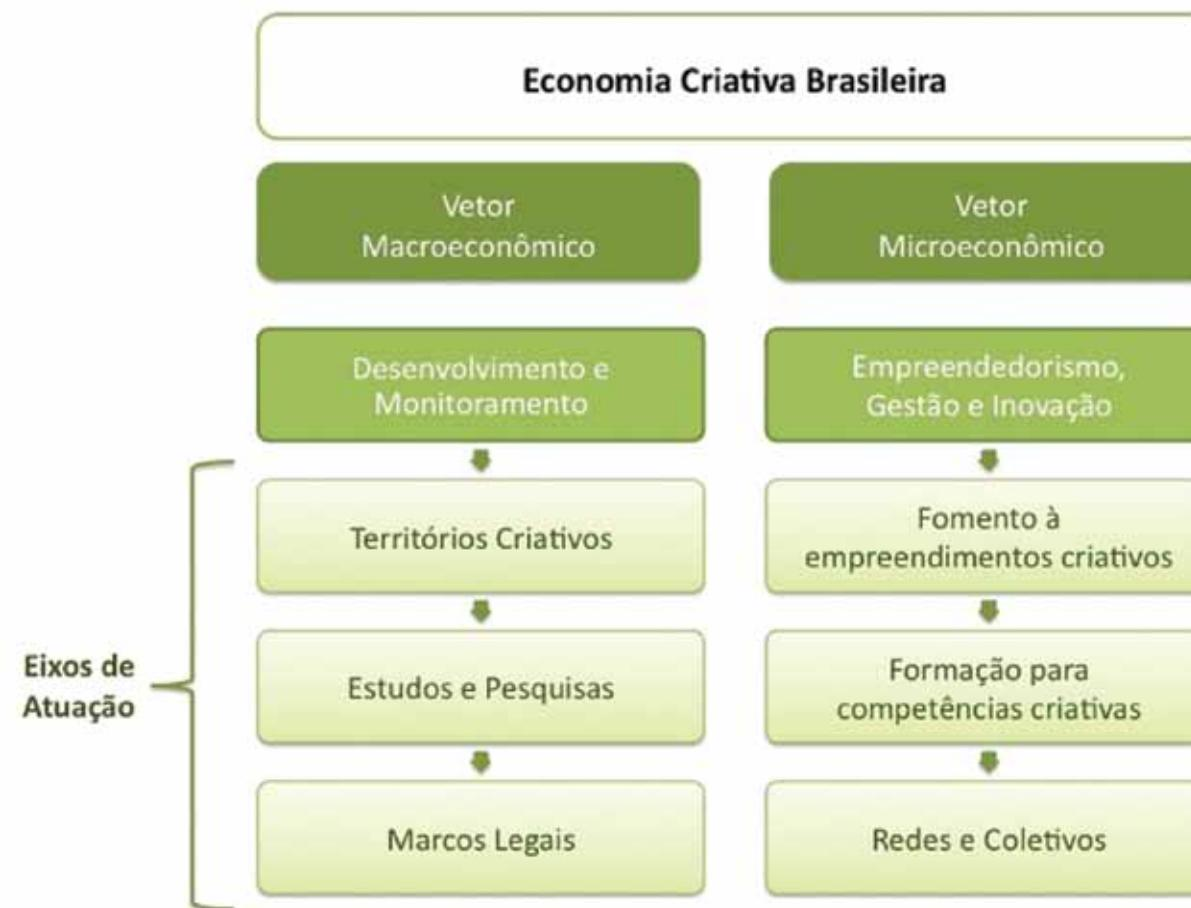 Economia Criativa Brasileira
Vetor
Macroeconômico
Vetor
Microeconômico
Desenvolvimento e
Monitoramento
Empreendedorismo,
Gestão e Inovação
Eixos de
Atuação
Territórios Criativos
Fomento à
empreendimentos criativos
Estudos e Pesquisas
Formação para
competências criativas
Marcos Legais
Redes e Coletivos